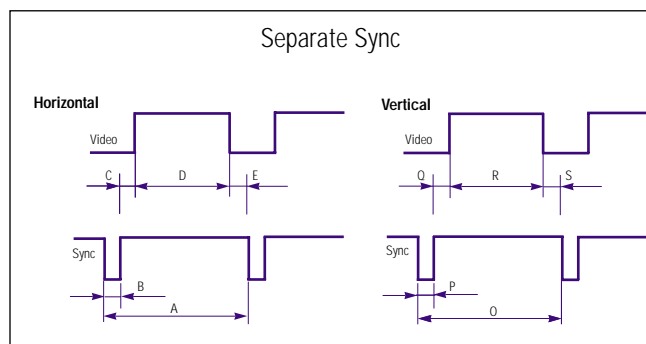 Separate Sync
Horizontal
Vertical
Video
Video
C
D
E
Q
R
S
Sync
Sync
B
P
A
O